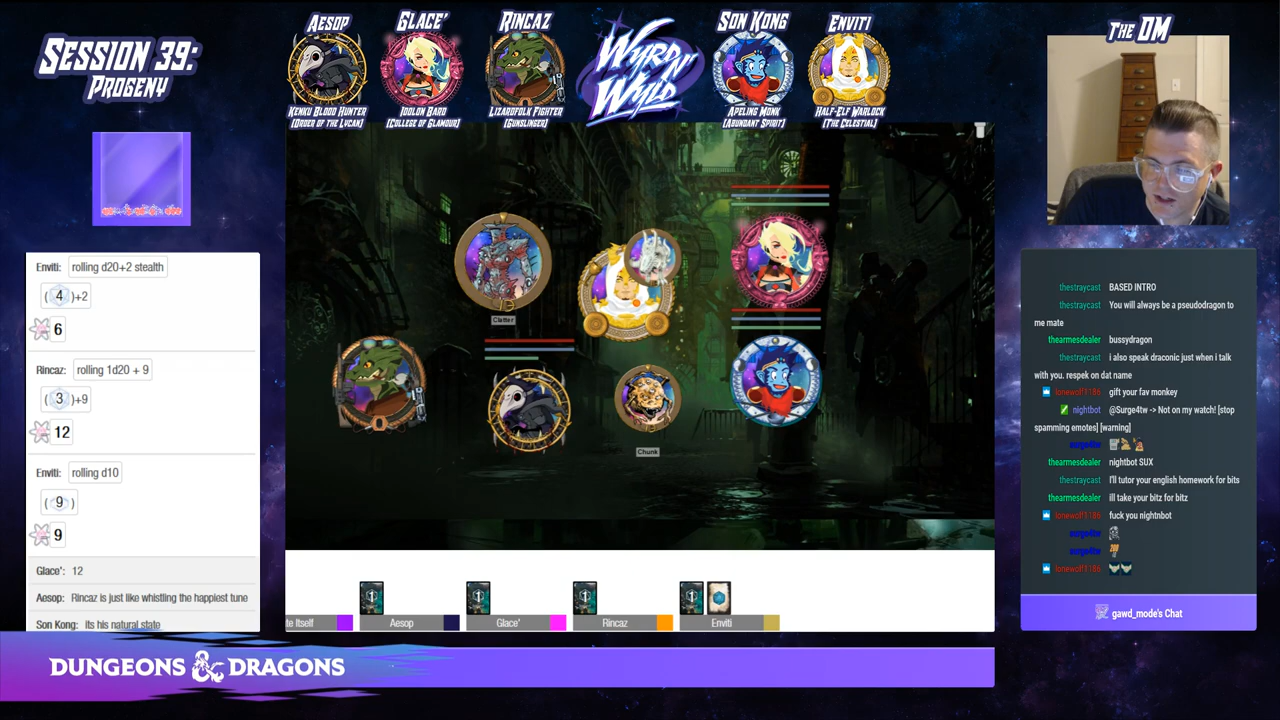 SESSION 39:
PROGENY
AESOP
KENKU BLOOD HUNTER
(ORDER OF THE LYCAN)
GLACE'
IDOLON BARD
(COLLEGE OF GLAMOUR)
RINCAZ
LIZARDFOLK FIGHTER
(GUNSLINGER)
WYRD N' WYLD
SON KONG
APELING MONK
(ABUNDANT SPIRIT)
ENVITI
HALF-ELF WARLOCK
(THE CELESTIAL)
THE DM
Enviti: rolling d20+2 stealth
(4)+2
6
Rincaz: rolling 1d20 + 9
(3)+9
12
Enviti: rolling d10
(9)
9
Glace': 12
Aesop: Rincaz is just like whistling the happiest tune
Son Kong: its his natural state
Clatter
Chunk
1
1
1
1
te Itself
Aesop
Glace'
Rincaz
Enviti
thestraycast BASED INTRO
thestraycast You will always be a pseudodragon to
me mate
thearmesdealer bussydragon
thestraycast i also speak draconic just when i talk
with you. respek on dat name
lonewolf1186 gift your fav monkey
nightbot @Surge4tw -> Not on my watch! [stop
spamming emotes] [warning]
surge4tw
thearmesdealer nightbot SUX
thestraycast I'll tutor your english homework for bits
thearmesdealer ill take your bitz for bitz
lonewolf1186 fuck you nightnbot
surge4tw
surge4tw
lonewolf1186
gawd_mode's Chat
DUNGEONS & DRAGONS